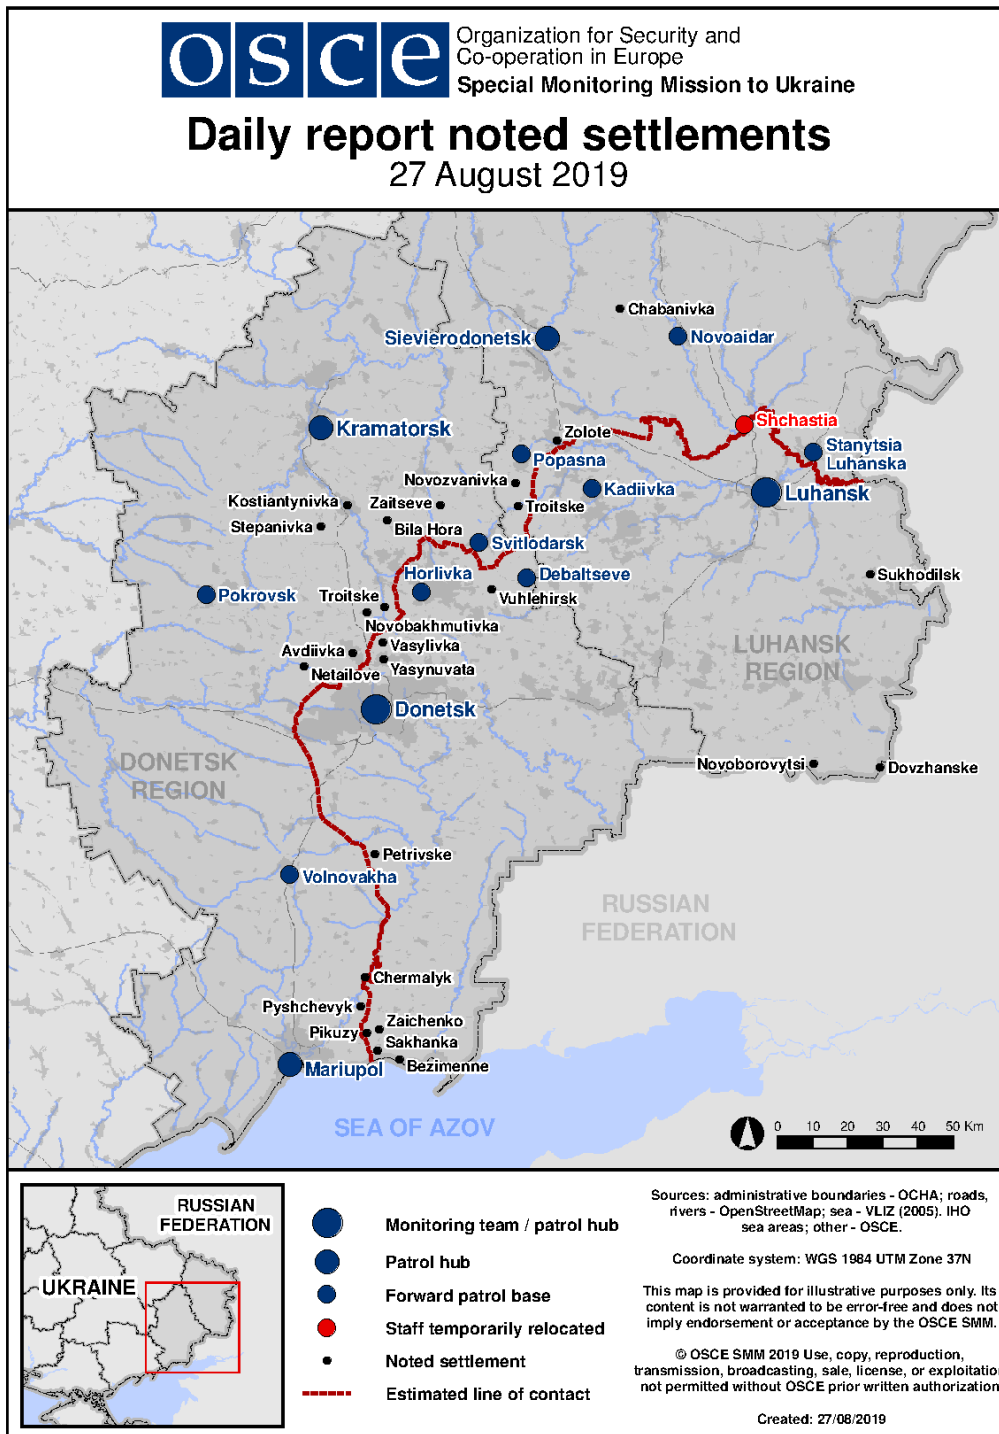 osce
Organization for Security and
Co-operation in Europe
Special Monitoring Mission to Ukraine
Daily report noted settlements
27 August 2019
Chabanivka
Sievierodonetsk
Novoaidar
Kramatorsk
Shchastia
Zolote
Stanytsia
Luhanska
Popasna
Novozvanivka
Kadiivka
Luhansk
Kostiantynivka
Zaitseve
Troitske
Stepanivka
Bila Hora
Svitlodarsk
Horlivka
Debaltseve
Sukhodilsk
Pokrovsk
Troitske
Vuhlehirsk
Novobakhmutivka
LUHANSK
REGION
Avdiivka
Vasylivka
Netailove
Yasynuvata
Donetsk
DONETSK
REGION
Novoborovytsi
Dovzhanske
Petrivske
Volnovakha
RUSSIAN
FEDERATION
Chermalyk
Pyshchevyk
Zaichenko
Pikuzy
Sakhanka
Bezimenne
Mariupol
SEA OF AZOV
0 10 20 30 40 50 Km
RUSSIAN
FEDERATION
UKRAINE
Monitoring team / patrol hub
Patrol hub
Forward patrol base
Staff temporarily relocated
Noted settlement
Estimated line of contact
Sources: administrative boundaries - OCHA; roads,
rivers - OpenStreetMap; sea - VLIZ (2005). IHO
sea areas; other - OSCE.
Coordinate system: WGS 1984 UTM Zone 37N
This map is provided for illustrative purposes only. Its
content is not warranted to be error-free and does not
imply endorsement or acceptance by the OSCE SMM.
© OSCE SMM 2019 Use, copy, reproduction,
transmission, broadcasting, sale, license, or exploitation
not permitted without OSCE prior written authorization
Created: 27/08/2019